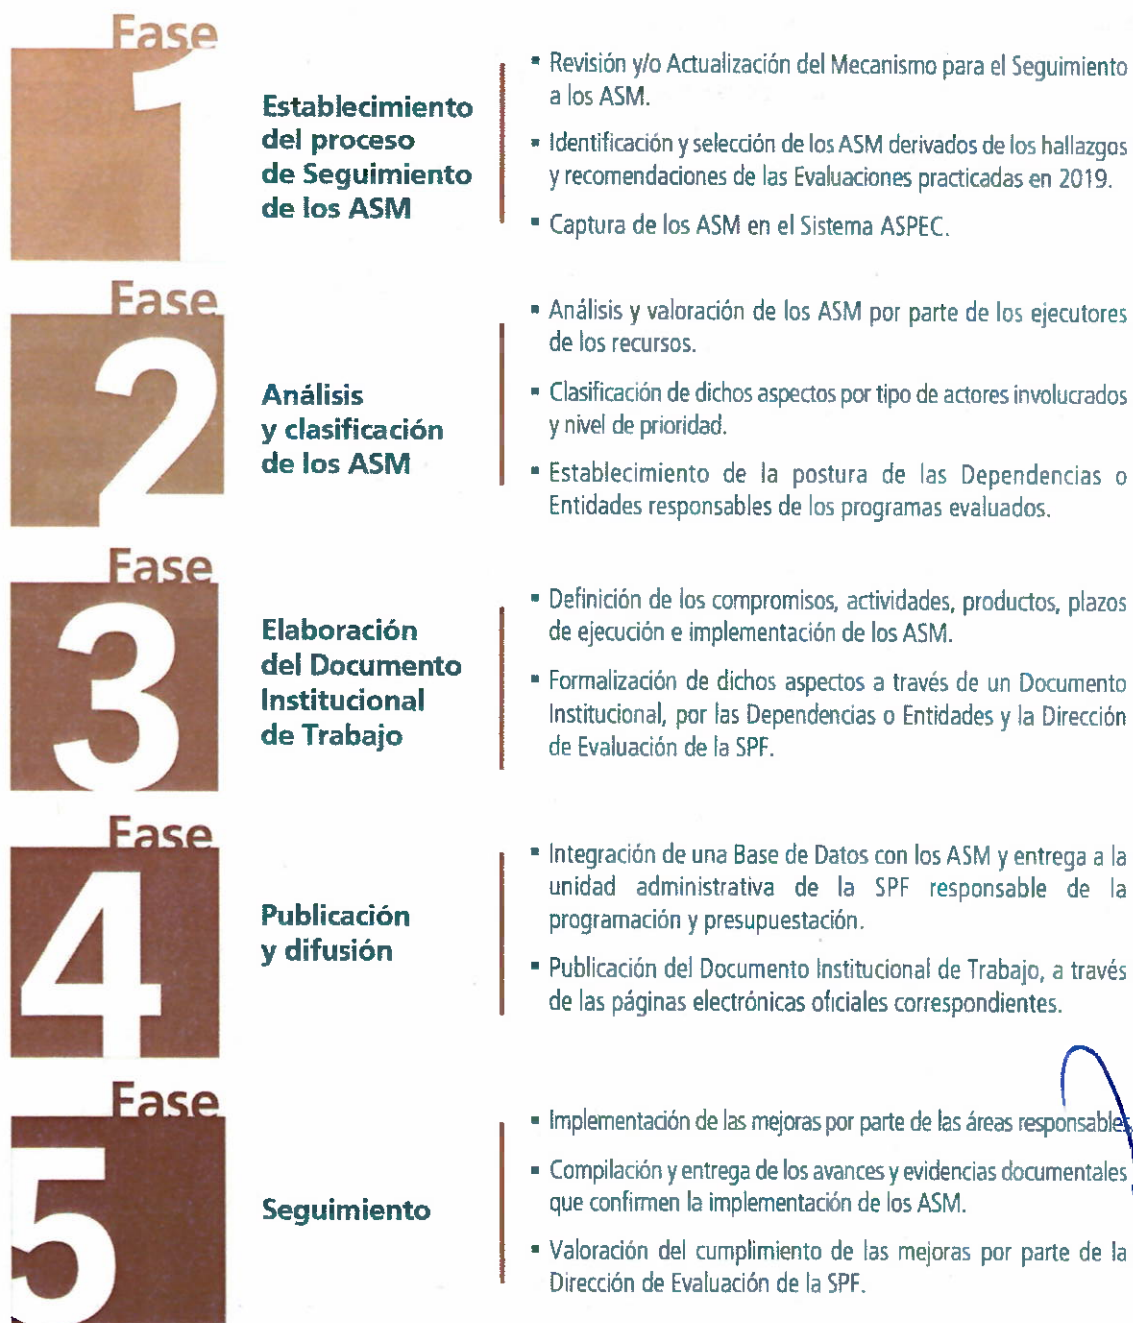 Fase
1
Establecimiento
del proceso
de Seguimiento
de los ASM
▪ Revisión y/o Actualización del Mecanismo para el Seguimiento
a los ASM.
▪ Identificación y selección de los ASM derivados de los hallazgos
y recomendaciones de las Evaluaciones practicadas en 2019.
▪ Captura de los ASM en el Sistema ASPEC.
Fase
2
Análisis
y clasificación
de los ASM
▪ Análisis y valoración de los ASM por parte de los ejecutores
de los recursos.
▪ Clasificación de dichos aspectos por tipo de actores involucrados
y nivel de prioridad.
▪ Establecimiento de la postura de las Dependencias o
Entidades responsables de los programas evaluados.
Fase
3
Elaboración
del Documento
Institucional
de Trabajo
▪ Definición de los compromisos, actividades, productos, plazos
de ejecución e implementación de los ASM.
▪ Formalización de dichos aspectos a través de un Documento
Institucional, por las Dependencias o Entidades y la Dirección
de Evaluación de la SPF.
Fase
4
Publicación
y difusión
▪ Integración de una Base de Datos con los ASM y entrega a la
unidad administrativa de la SPF responsable de la
programación y presupuestación.
▪ Publicación del Documento Institucional de Trabajo, a través
de las páginas electrónicas oficiales correspondientes.
Fase
5
Seguimiento
▪ Implementación de las mejoras por parte de las áreas responsables
▪ Compilación y entrega de los avances y evidencias documentales
que confirmen la implementación de los ASM.
▪ Valoración del cumplimiento de las mejoras por parte de la
Dirección de Evaluación de la SPF.